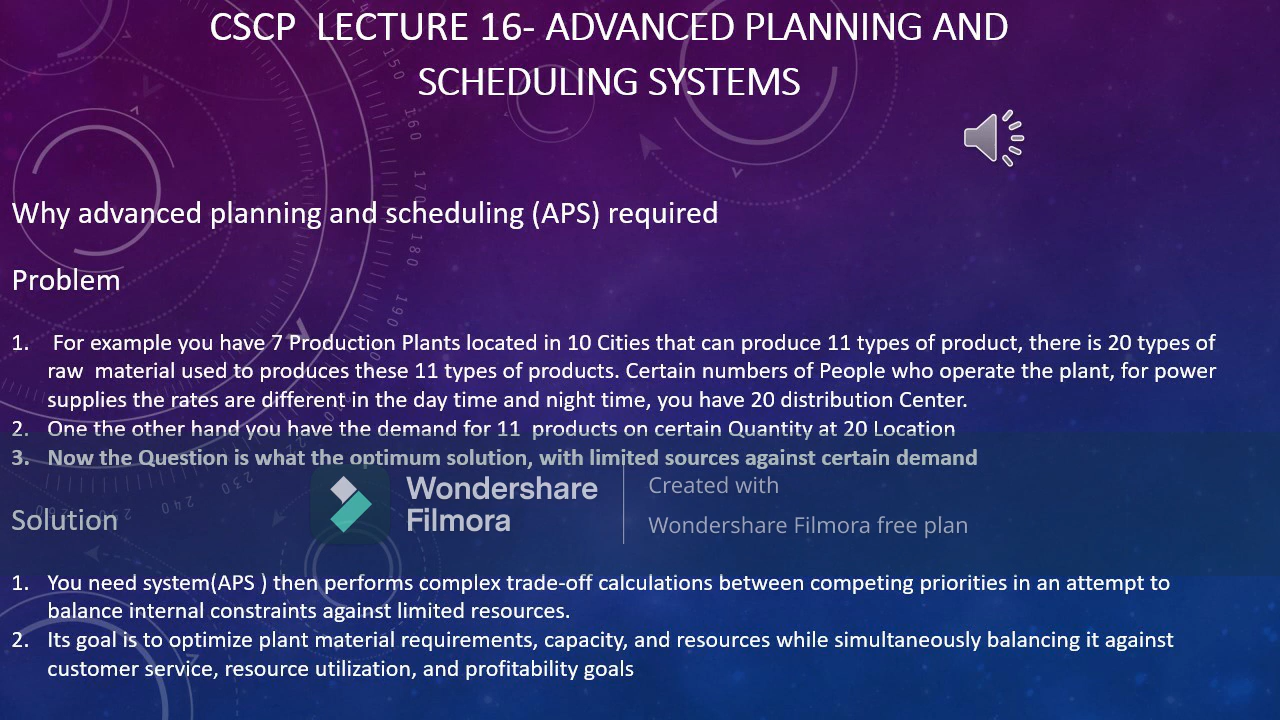 CSCP LECTURE 16- ADVANCED PLANNING AND
SCHEDULING SYSTEMS
Why advanced planning and scheduling (APS) required
Problem
1. For example you have 7 Production Plants located in 10 Cities that can produce 11 types of product, there is 20 types of
raw material used to produces these 11 types of products. Certain numbers of People who operate the plant, for power
supplies the rates are different in the day time and night time, you have 20 distribution Center.
2. One the other hand you have the demand for 11 products on certain Quantity at 20 Location
3. Now the Question is what the optimum solution, with limited sources against certain demand
Wondershare
Filmora
Created with
Wondershare Filmora free plan
Solution
1. You need system(APS ) then performs complex trade-off calculations between competing priorities in an attempt to
balance internal constraints against limited resources.
2. Its goal is to optimize plant material requirements, capacity, and resources while simultaneously balancing it against
customer service, resource utilization, and profitability goals
150
160
170
180
190
230
240